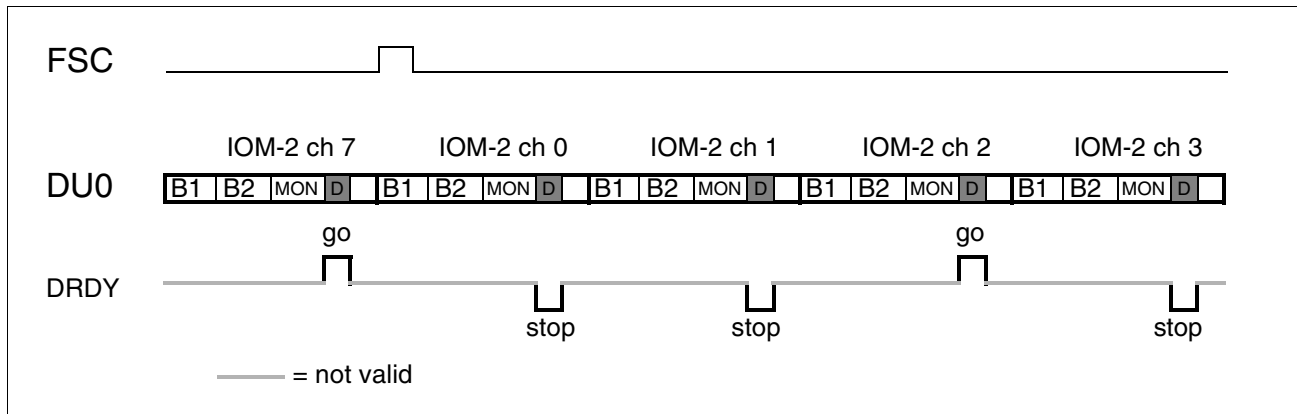 FSC
IOM-2 ch 7 IOM-2 ch 0 IOM-2 ch 1 IOM-2 ch 2 IOM-2 ch 3
DU0 B1 B2 MON D B1 B2 MON D B1 B2 MON D B1 B2 MON D B1 B2 MON D
go go
DRDY
stop stop stop
= not valid